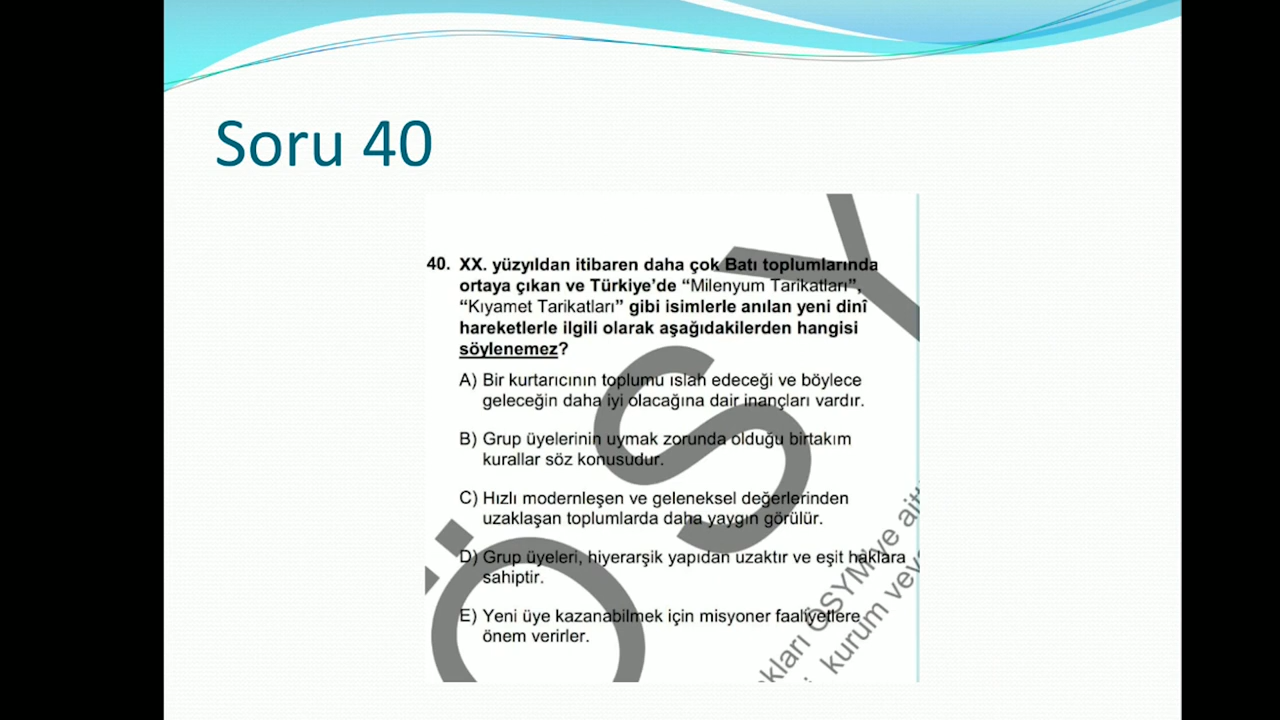 Soru 40
40. XX. yüzyıldan itibaren daha çok Batı toplumlarında
ortaya çıkan ve Türkiye’de “Milenyum Tarikatları”,
“Kıyamet Tarikatları” gibi isimlerle anılan yeni dinî
hareketlerle ilgili olarak aşağıdakilerden hangisi
söylenemez?
A) Bir kurtarıcının toplumu ıslah edeceği ve böylece
geleceğin daha iyi olacağına dair inançları vardır.
B) Grup üyelerinin uymak zorunda olduğu birtakım
kurallar söz konusudur.
C) Hızlı modernleşen ve geleneksel değerlerinden
uzaklaşan toplumlarda daha yaygın görülür.
D) Grup üyeleri, hiyerarşik yapıdan uzaktır ve eşit haklara
sahiptir.
E) Yeni üye kazanabilmek için misyoner faaliyetlere
önem verirler.
ÖSY
ÖSYM'ye
kurum